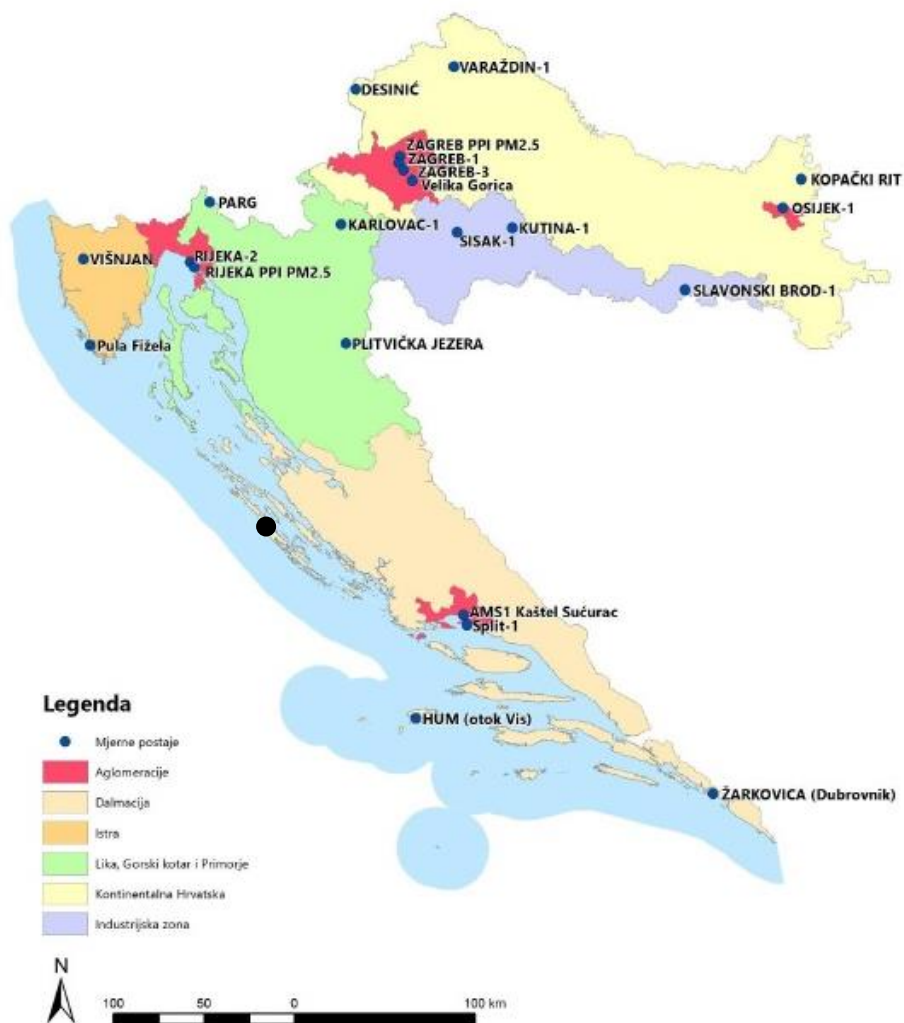 VARAŽDIN-1
DESINIĆ
ZAGREB PPI PM2.5
ZAGREB-1
ZAGREB-3
Velika Gorica
KOPAČKI RIT
OSIJEK-1
PARG
KARLOVAC-1
KUTINA-1
SISAK-1
VIŠNJAN
RIJEKA-2
RIJEKA PPI PM2.5
SLAVONSKI BROD-1
Pula Fižela
PLITVIČKA JEZERA
AMS1 Kaštel Sućurac
Split-1
HUM (otok Vis)
ŽARKOVICA (Dubrovnik)
Legenda
Mjerne postaje
Aglomeracije
Dalmacija
Istra
Lika, Gorski kotar i Primorje
Kontinentalna Hrvatska
Industrijska zona
N
100 50 0 100 km